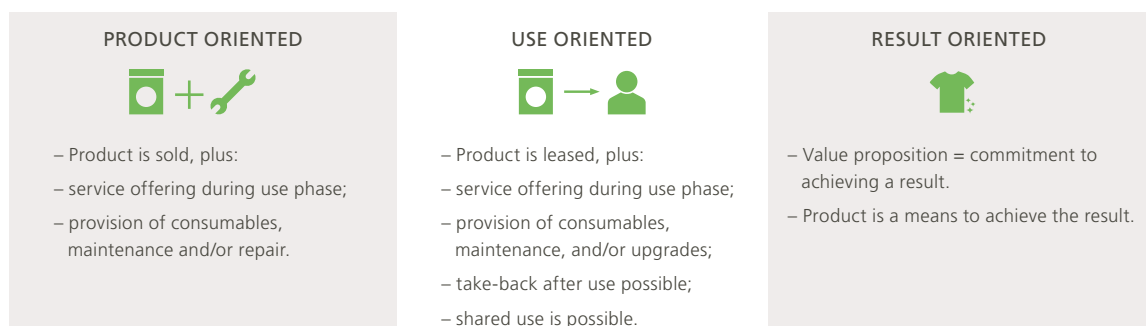 PRODUCT ORIENTED
– Product is sold, plus:
– service offering during use phase;
– provision of consumables,
maintenance and/or repair.
USE ORIENTED
– Product is leased, plus:
– service offering during use phase;
– provision of consumables,
maintenance, and/or upgrades;
– take-back after use possible;
– shared use is possible.
RESULT ORIENTED
– Value proposition = commitment to
achieving a result.
– Product is a means to achieve the result.